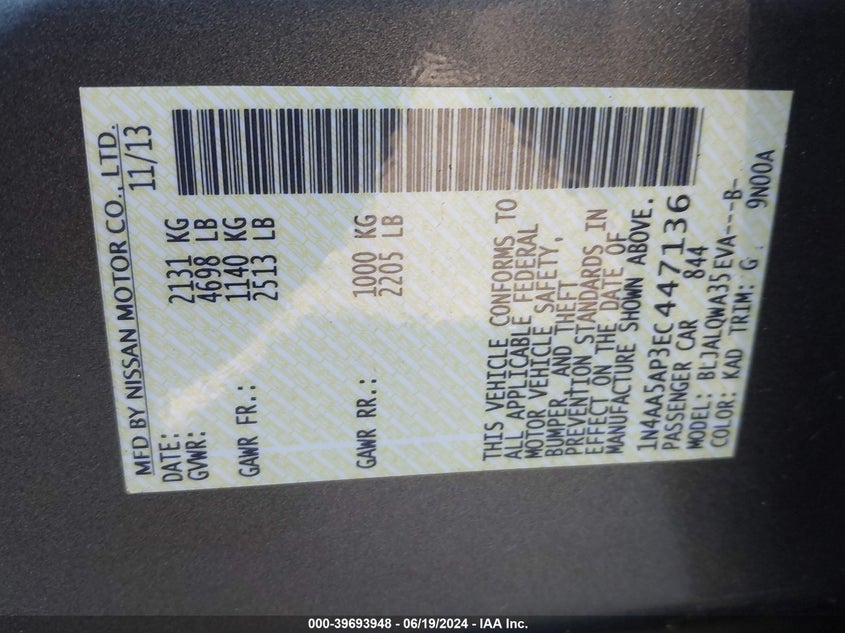 MFD BY NISSAN MOTOR CO., LTD.
DATE: 11/13
GVWR: 2131 KG
4698 LB
GAWR FR.: 1140 KG
2513 LB
GAWR RR.: 1000 KG
2205 LB
THIS VEHICLE CONFORMS TO
ALL APPLICABLE FEDERAL
MOTOR VEHICLE SAFETY,
BUMPER, AND THEFT
PREVENTION STANDARDS IN
EFFECT ON THE DATE OF
MANUFACTURE SHOWN ABOVE.
1N4AA5AP3EC447136
PASSENGER CAR 844
MODEL: BLJALQWA35EVA---B-
COLOR: KAD TRIM: G 9N00A
000-39693948 - 06/19/2024 - IAA Inc.